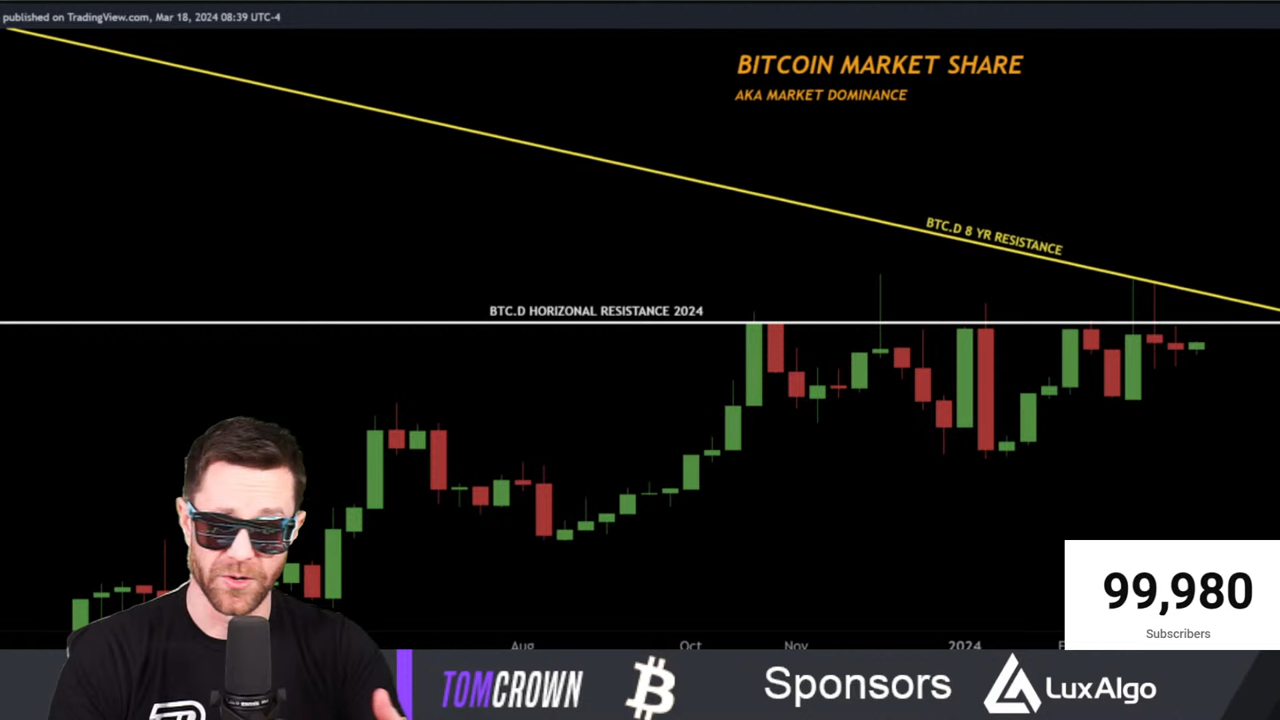 published on TradingView.com, Mar 18, 2024 08:39 UTC-4
BITCOIN MARKET SHARE
AKA MARKET DOMINANCE
BTC.D 8 YR RESISTANCE
BTC.D HORIZONAL RESISTANCE 2024
99,980
Subscribers
Aug
Oct
Nov
2024
TOMCROWN
Sponsors
LuxAlgo